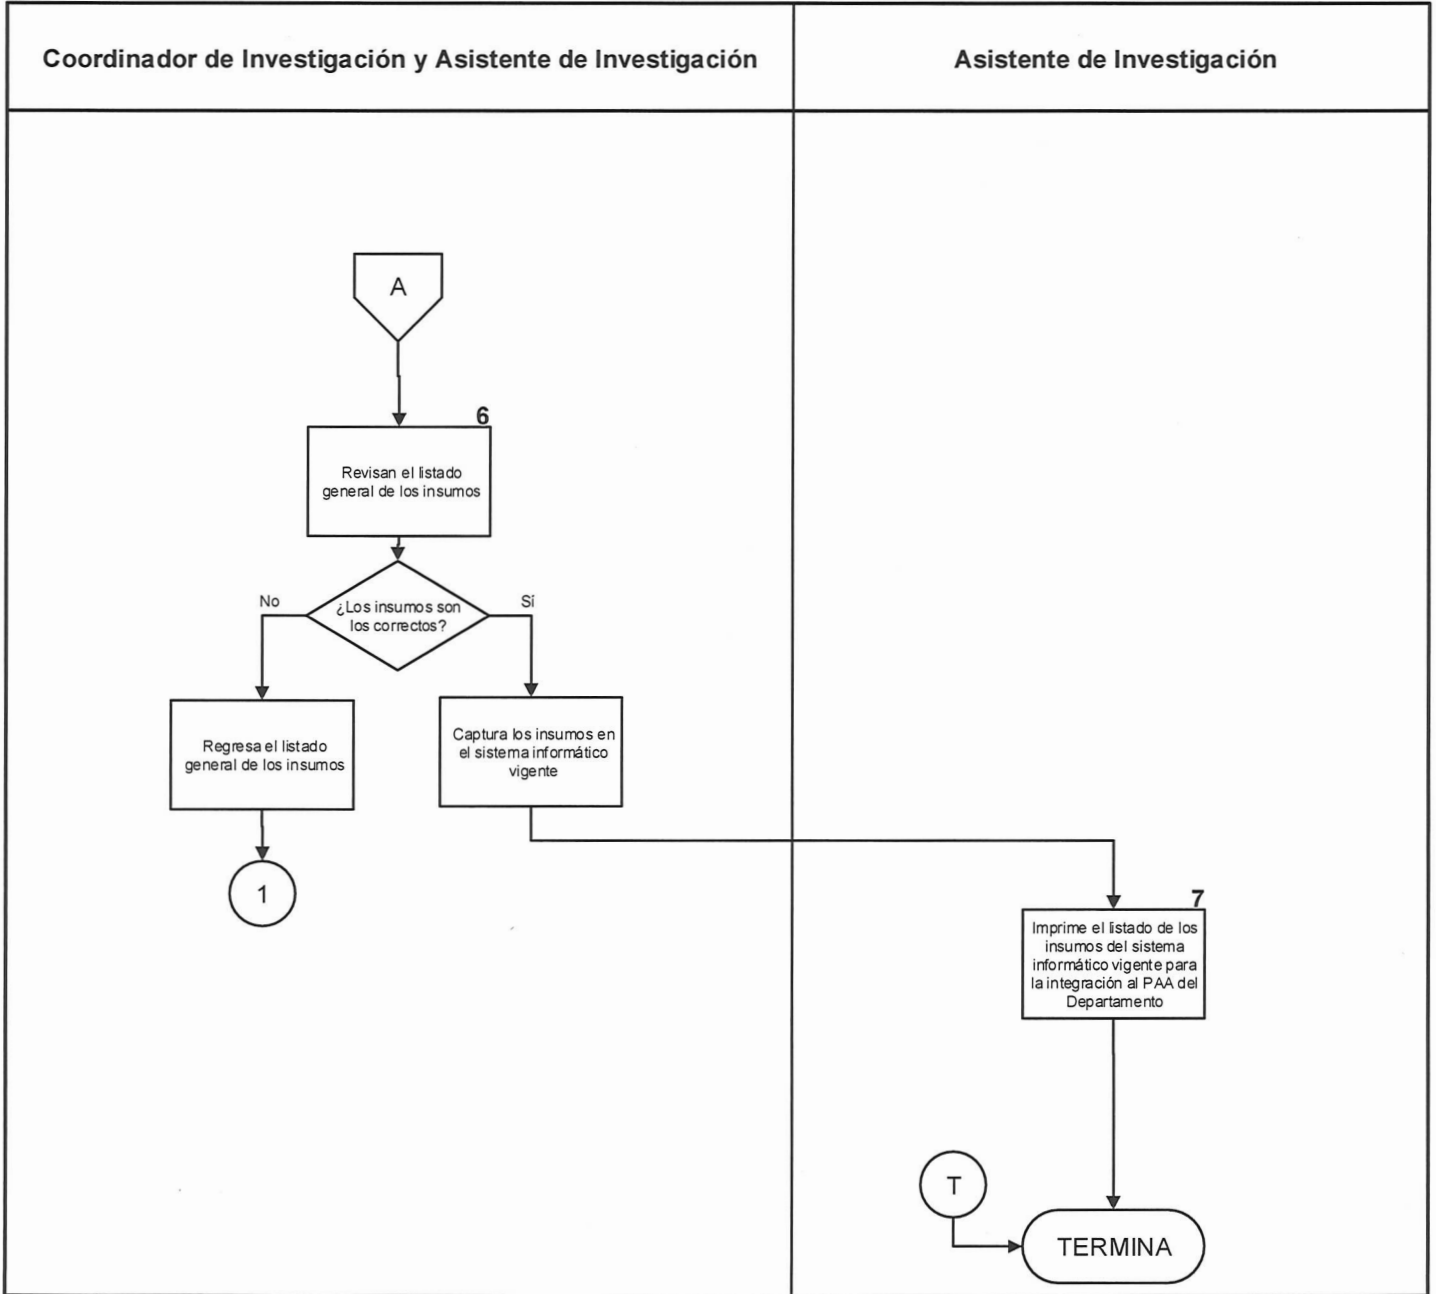 Coordinador de Investigación y Asistente de Investigación
Asistente de Investigación
A
6
Revisan el listado
general de los insumos
¿Los insumos son
los correctos?
No
Sí
Regresa el listado
general de los insumos
Captura los insumos en
el sistema informático
vigente
1
7
Imprime el listado de los
insumos del sistema
informático vigente para
la integración al PAA del
Departamento
T
TERMINA